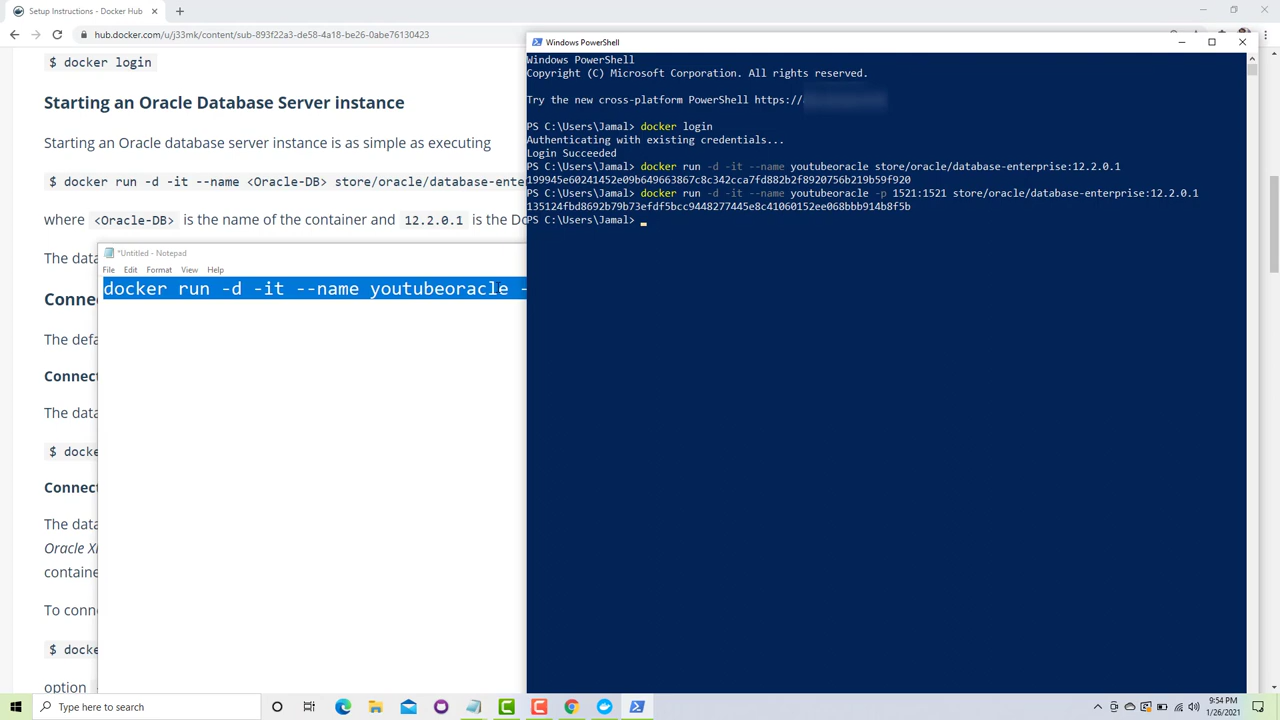 Setup Instructions - Docker Hub
hub.docker.com/u/j33mk/content/sub-893f22a3-de58-4a18-be26-0abe76130423
$ docker login
Starting an Oracle Database Server instance
Starting an Oracle database server instance is as simple as executing
$ docker run -d -it --name <Oracle-DB> store/oracle/database-ente
where <Oracle-DB> is the name of the container and 12.2.0.1 is the Do
The data
Connec
The defa
Connect
The data
$ docke
Connect
The data
Oracle XD
containe
To conne
$ docke
option
*Untitled - Notepad
File Edit Format View Help
docker run -d -it --name youtubeoracle -
Windows PowerShell
Windows PowerShell
Copyright (C) Microsoft Corporation. All rights reserved.
Try the new cross-platform PowerShell https://
PS C:\Users\Jamal> docker login
Authenticating with existing credentials...
Login Succeeded
PS C:\Users\Jamal> docker run -d -it --name youtubeoracle store/oracle/database-enterprise:12.2.0.1
199945e60241452e09b649663867c8c342cca7fd882b2f8920756b219b59f920
PS C:\Users\Jamal> docker run -d -it --name youtubeoracle -p 1521:1521 store/oracle/database-enterprise:12.2.0.1
135124fbd8692b79b73efdf5bcc9448277445e8c41060152ee068bbb914b8f5b
PS C:\Users\Jamal>
Type here to search
9:54 PM
1/26/2021